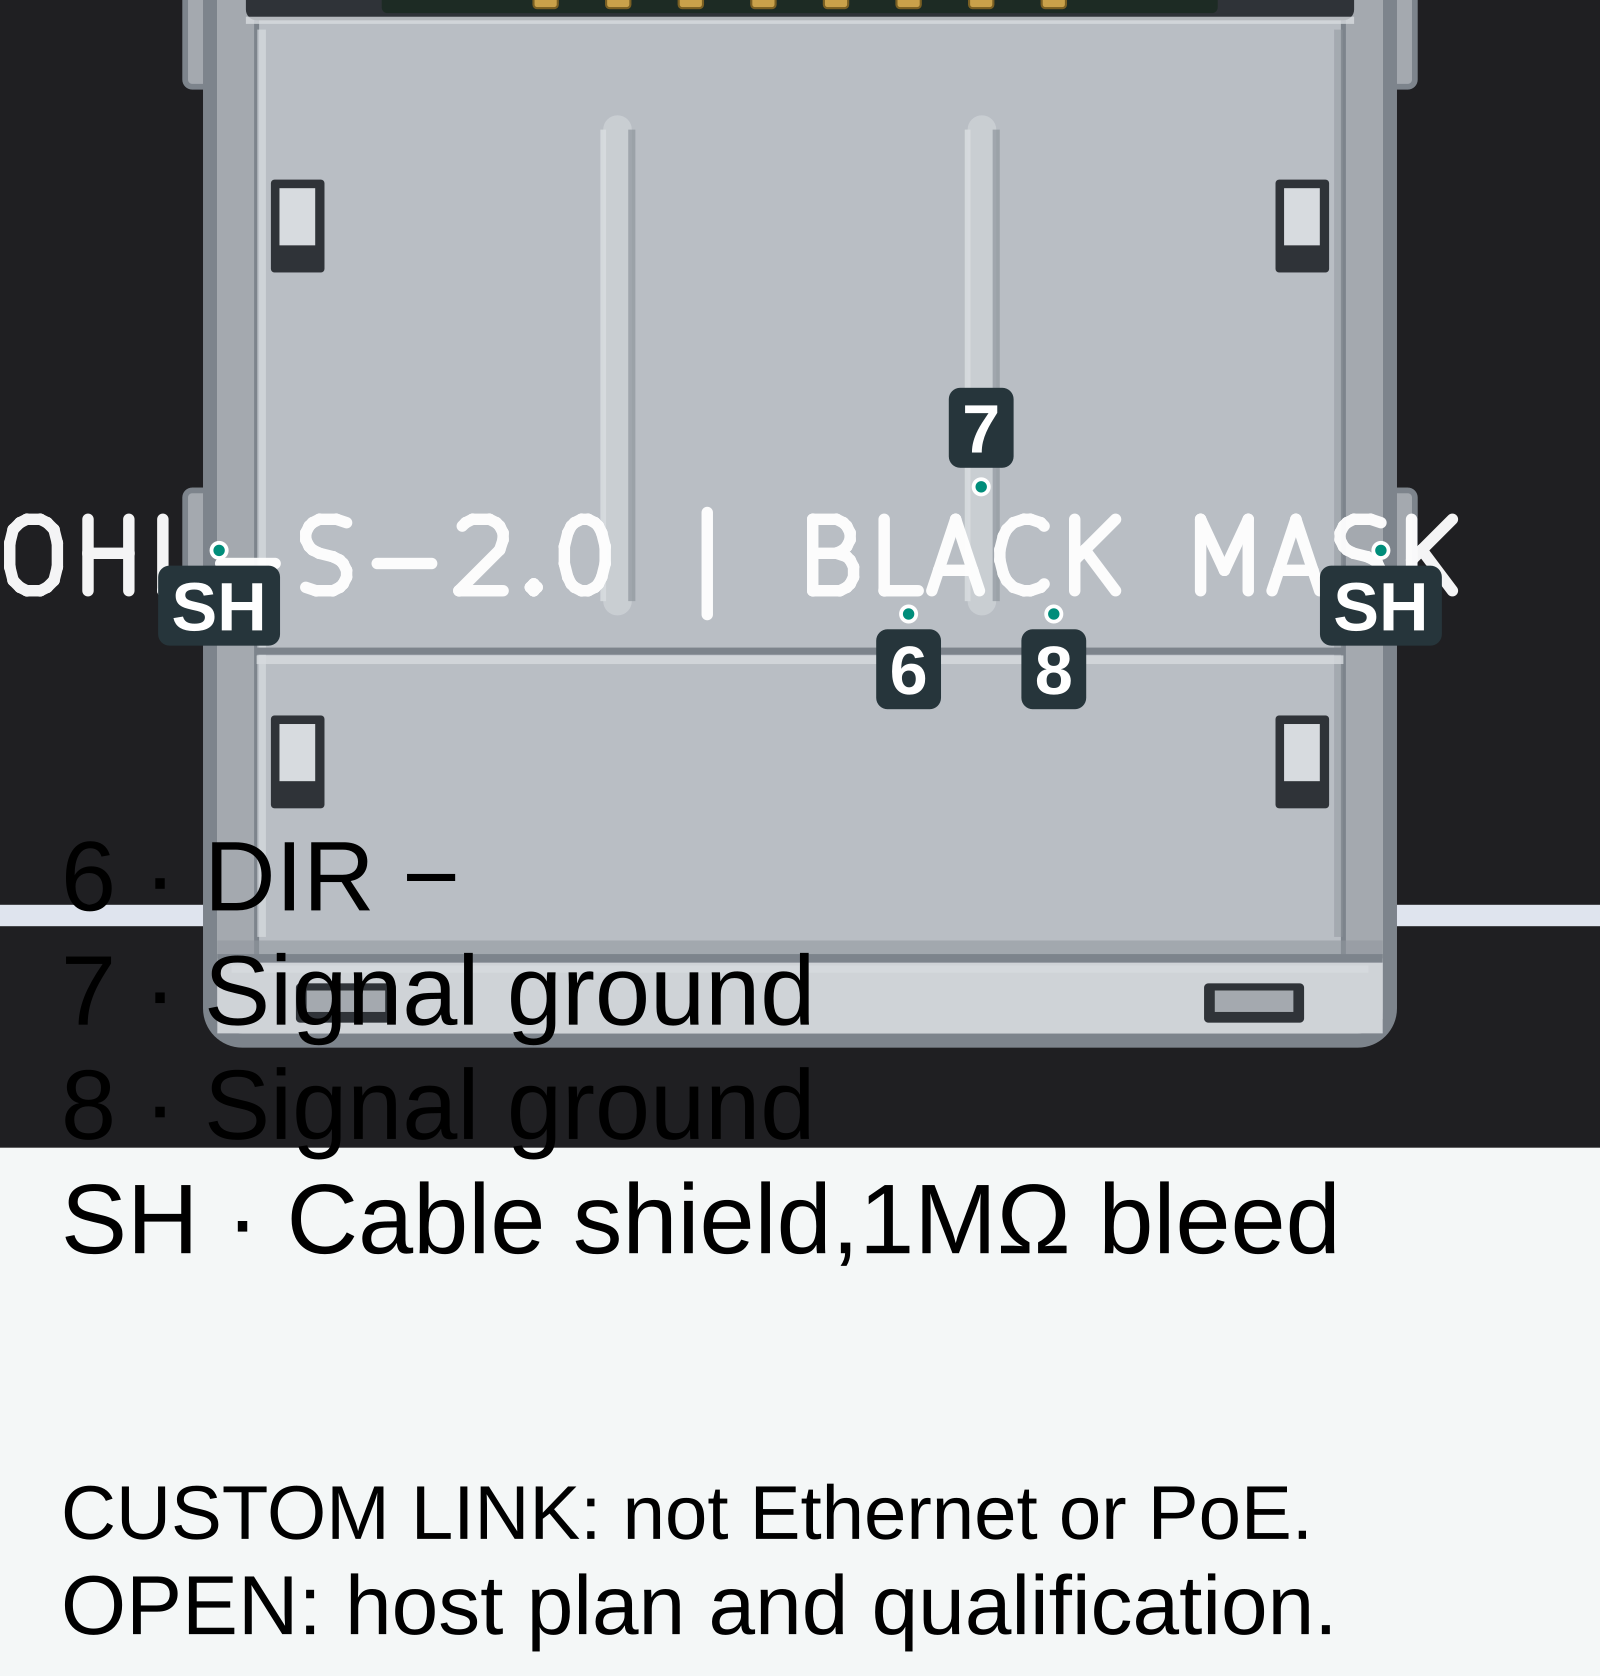 7
OHL-S-2.0 | BLACK MASK
SH
SH
6
8
6 · DIR −
7 · Signal ground
8 · Signal ground
SH · Cable shield,1MΩ bleed
CUSTOM LINK: not Ethernet or PoE.
OPEN: host plan and qualification.